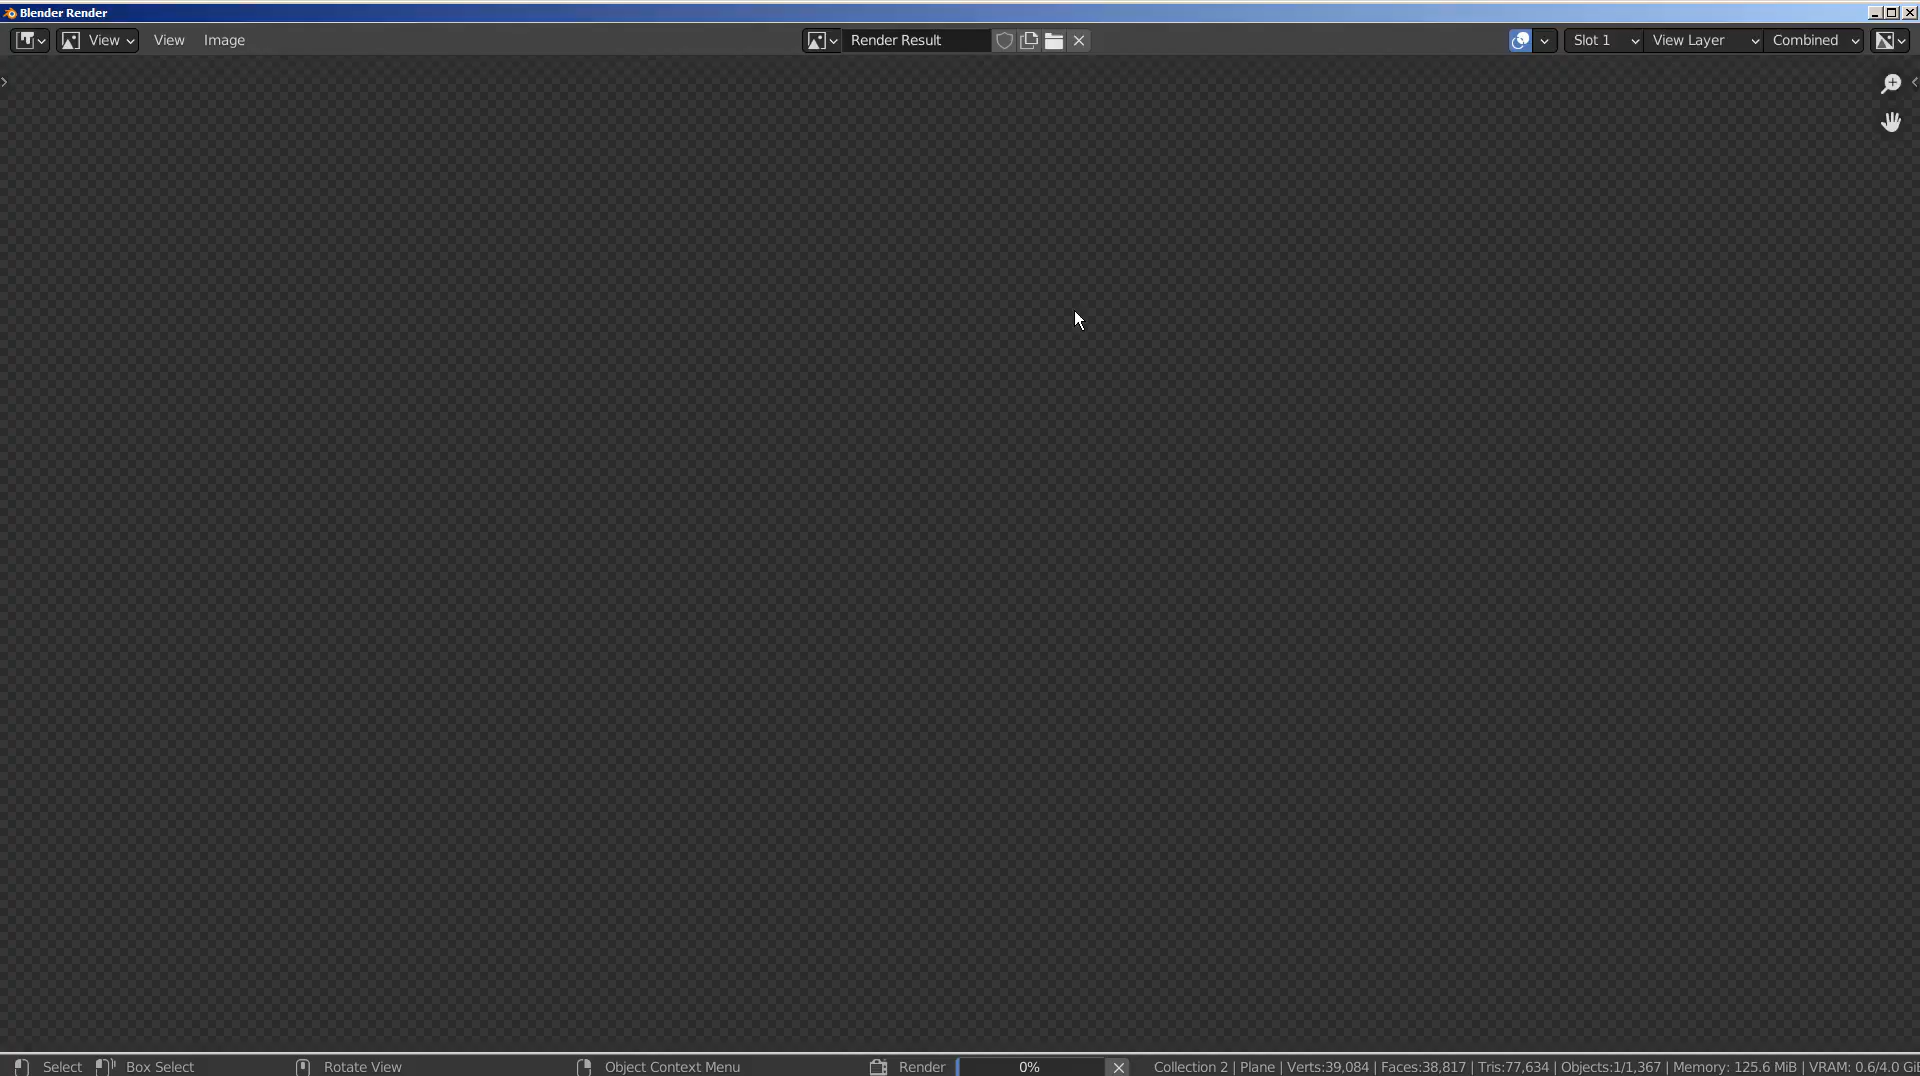 Blender Render
View View Image Render Result Slot 1 View Layer Combined
Select Box Select Rotate View Object Context Menu Render 0% Collection 2 | Plane | Verts:39,084 | Faces:38,817 | Tris:77,634 | Objects:1/1,367 | Memory: 125.6 MiB | VRAM: 0.6/4.0 Gi